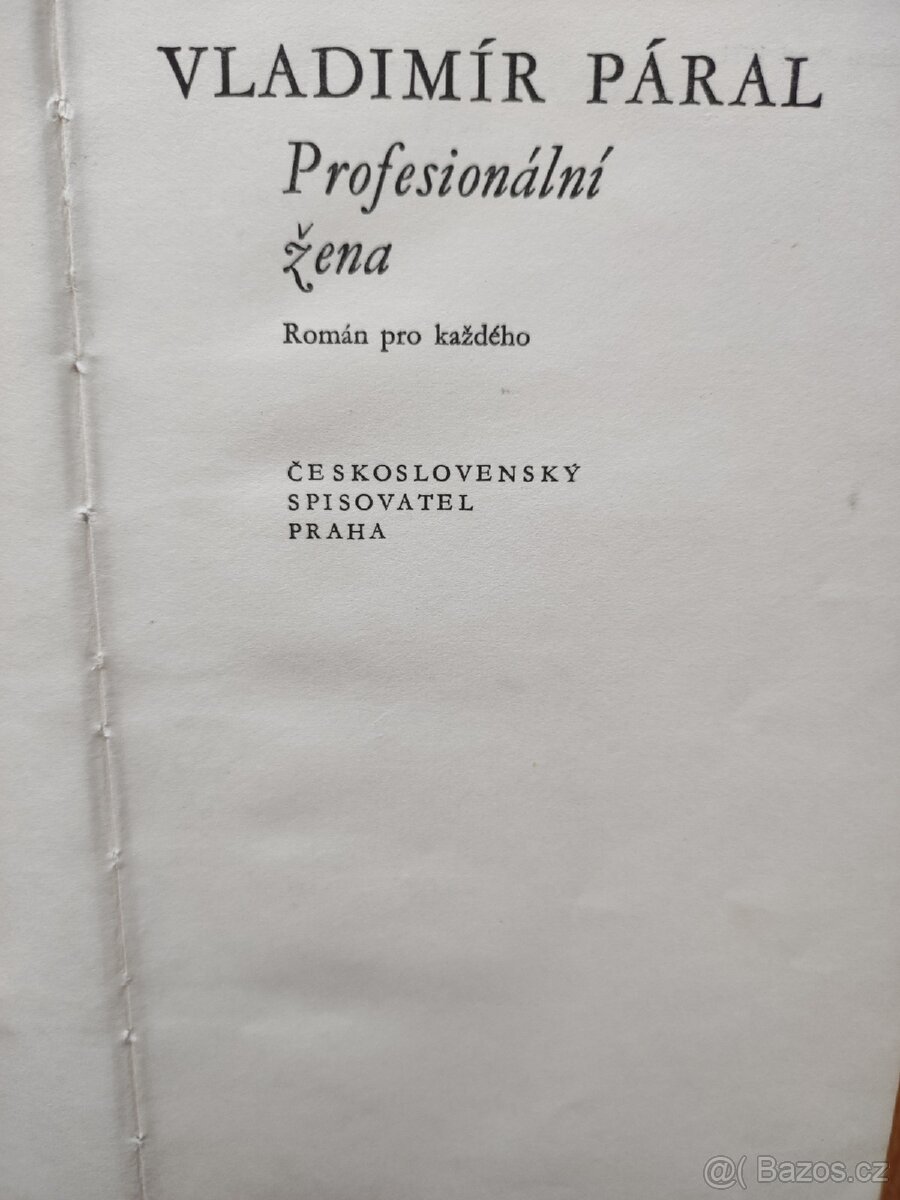 VLADIMÍR PÁRAL
Profesionální
žena
Román pro každého
ČESKOSLOVENSKÝ
SPISOVATEL
PRAHA
@( Bazos.cz